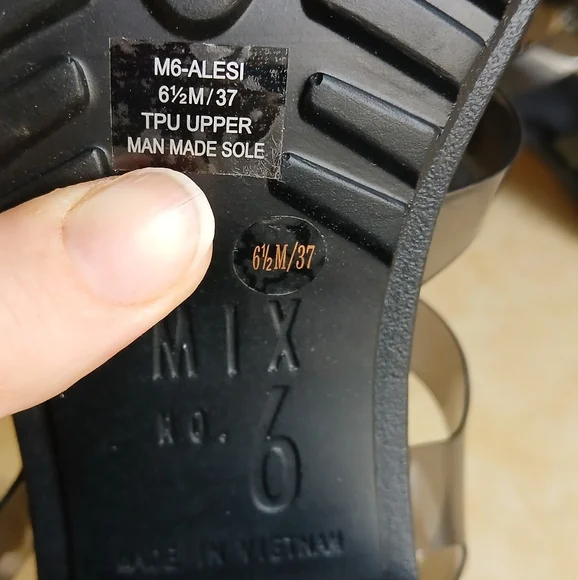 M6-ALESI
6½M/37
TPU UPPER
MAN MADE SOLE
6½M/37
MIX
NO. 6
MADE IN VIETNAM